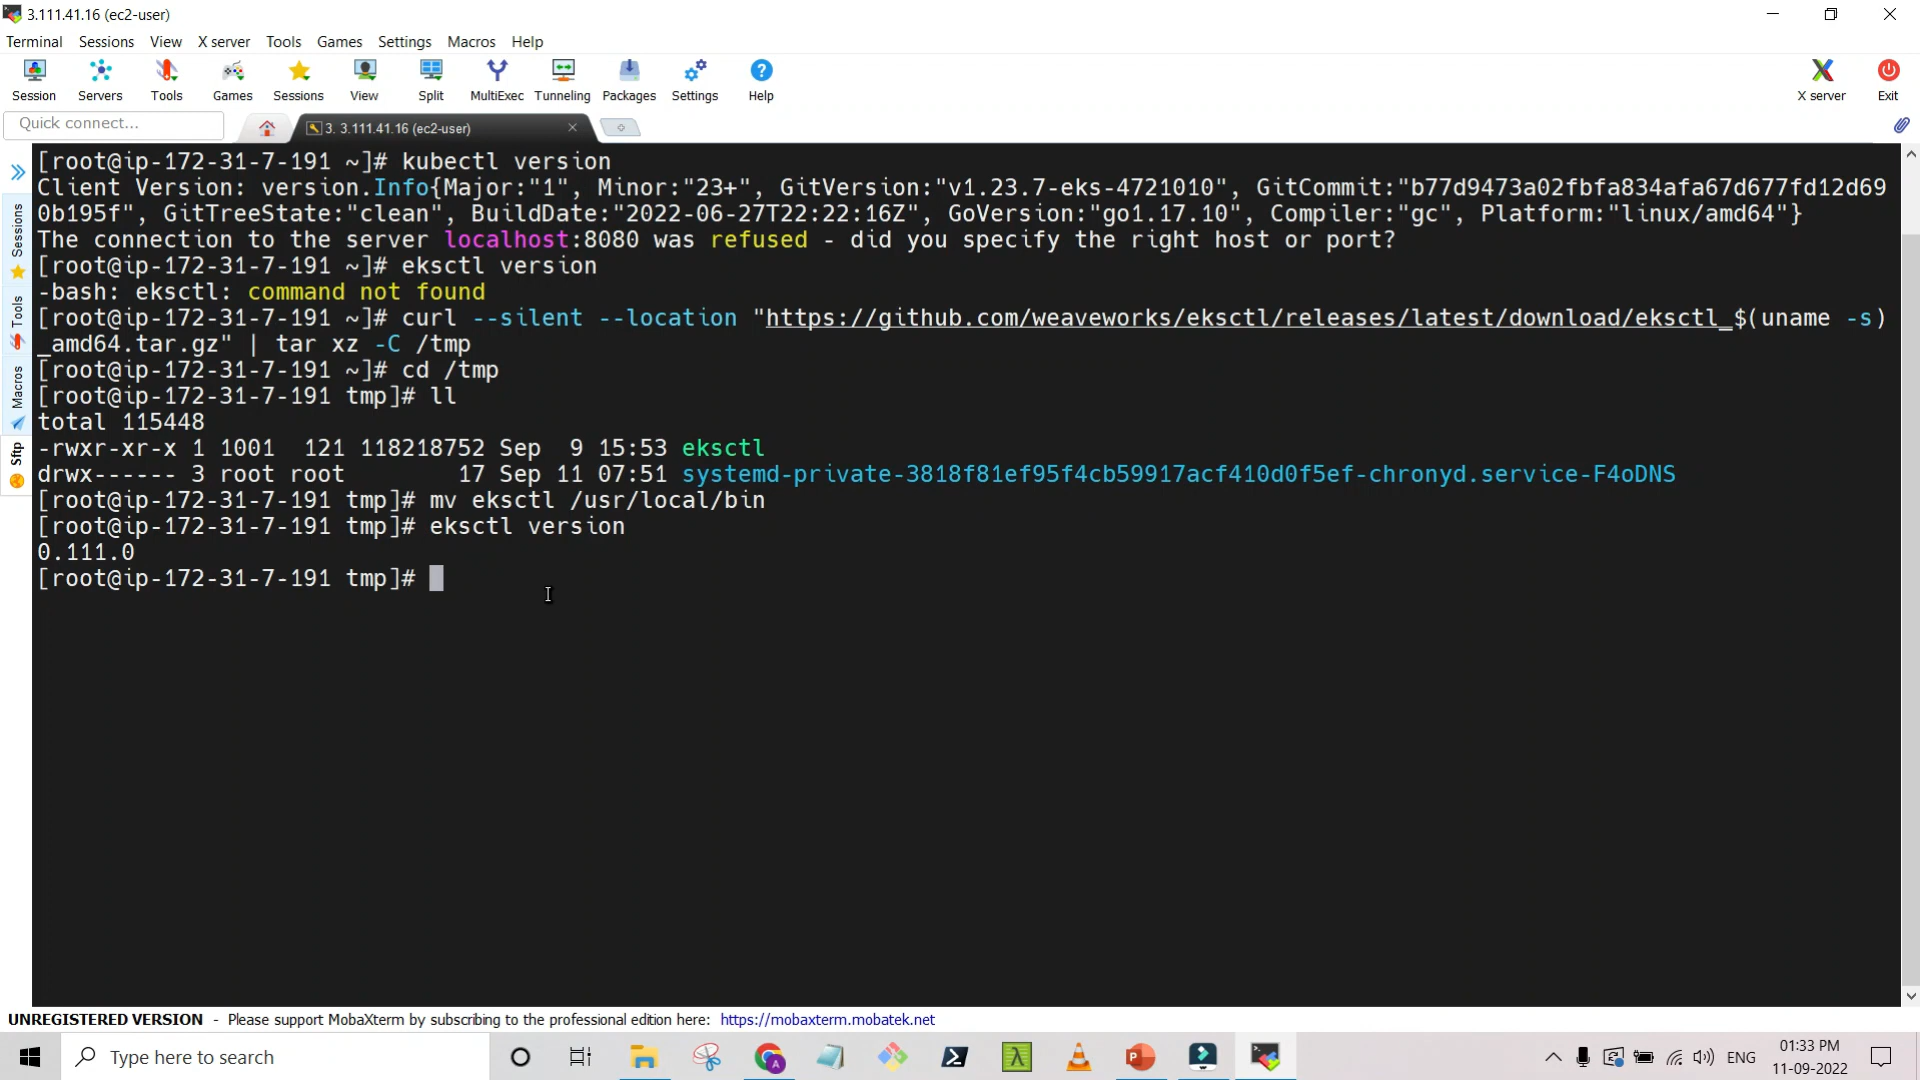 3.111.41.16 (ec2-user)
Terminal Sessions View X server Tools Games Settings Macros Help
Session Servers Tools Games Sessions View Split MultiExec Tunneling Packages Settings Help X server Exit
Quick connect...
3. 3.111.41.16 (ec2-user)
[root@ip-172-31-7-191 ~]# kubectl version
Client Version: version.Info{Major:"1", Minor:"23+", GitVersion:"v1.23.7-eks-4721010", GitCommit:"b77d9473a02fbfa834afa67d677fd12d69
0b195f", GitTreeState:"clean", BuildDate:"2022-06-27T22:22:16Z", GoVersion:"go1.17.10", Compiler:"gc", Platform:"linux/amd64"}
The connection to the server localhost:8080 was refused - did you specify the right host or port?
[root@ip-172-31-7-191 ~]# eksctl version
-bash: eksctl: command not found
[root@ip-172-31-7-191 ~]# curl --silent --location "https://github.com/weaveworks/eksctl/releases/latest/download/eksctl_$(uname -s)
_amd64.tar.gz" | tar xz -C /tmp
[root@ip-172-31-7-191 ~]# cd /tmp
[root@ip-172-31-7-191 tmp]# ll
total 115448
-rwxr-xr-x 1 1001  121 118218752 Sep  9 15:53 eksctl
drwx------ 3 root root        17 Sep 11 07:51 systemd-private-3818f81ef95f4cb59917acf410d0f5ef-chronyd.service-F4oDNS
[root@ip-172-31-7-191 tmp]# mv eksctl /usr/local/bin
[root@ip-172-31-7-191 tmp]# eksctl version
0.111.0
[root@ip-172-31-7-191 tmp]#
Sessions
Tools
Macros
Sftp
UNREGISTERED VERSION - Please support MobaXterm by subscribing to the professional edition here: https://mobaxterm.mobatek.net
Type here to search
ENG
01:33 PM
11-09-2022